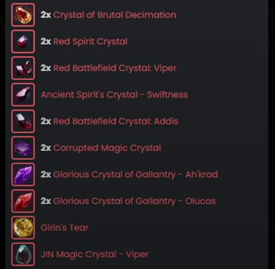 2x Crystal of Brutal Decimation
2x Red Spirit Crystal
2x Red Battlefield Crystal: Viper
Ancient Spirit's Crystal - Swiftness
2x Red Battlefield Crystal: Addis
2x Corrupted Magic Crystal
2x Glorious Crystal of Gallantry - Ah'krad
2x Glorious Crystal of Gallantry - Olucas
Girin's Tear
JIN Magic Crystal - Viper